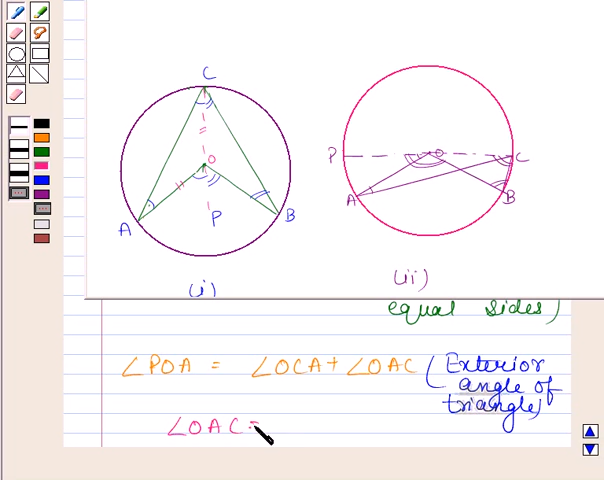 C
O
A
P
B
(i)
P
O
C
A
B
(ii)
equal sides)
∠POA = ∠OCA + ∠OAC (Exterior
angle of
triangle)
∠OAC =